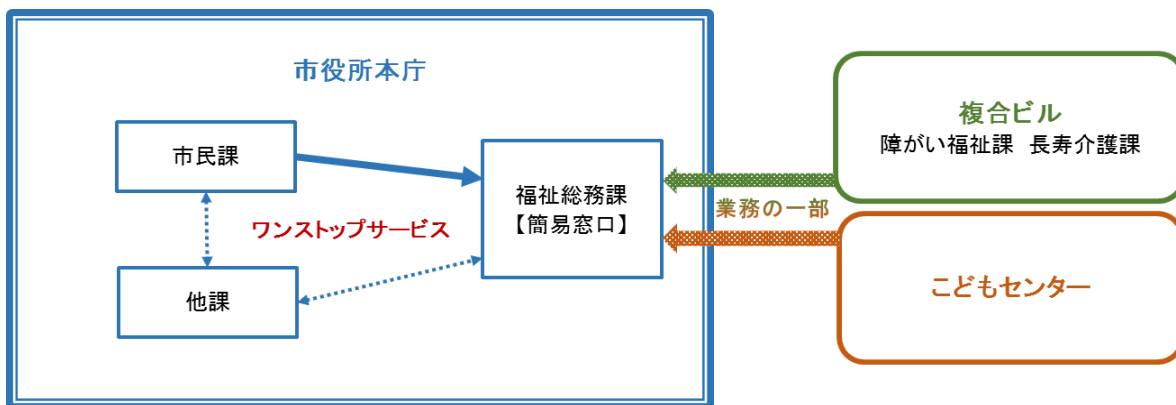 市役所本庁
市民課
ワンストップサービス
他課
福祉総務課
【簡易窓口】
業務の一部
複合ビル
障がい福祉課 長寿介護課
こどもセンター